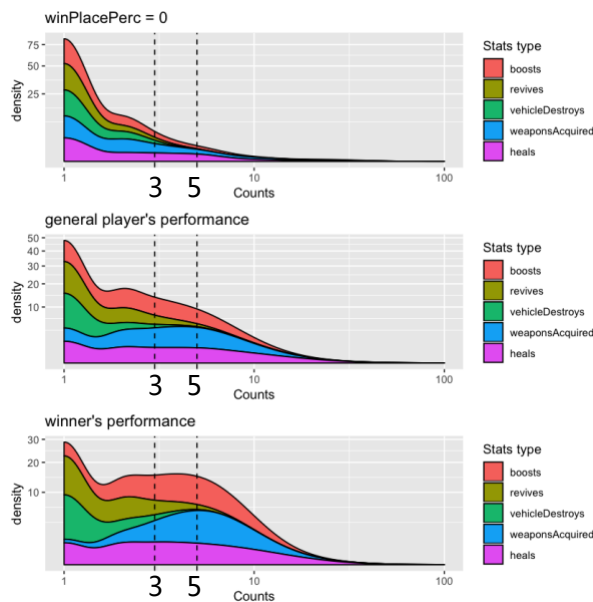 winPlacePerc = 0
75
50
25
density
1
3
5
10
100
Counts
Stats type
boosts
revives
vehicleDestroys
weaponsAcquired
heals
general player's performance
50
40
30
20
10
density
1
3
5
10
100
Counts
Stats type
boosts
revives
vehicleDestroys
weaponsAcquired
heals
winner's performance
30
20
10
density
1
3
5
10
100
Counts
Stats type
boosts
revives
vehicleDestroys
weaponsAcquired
heals